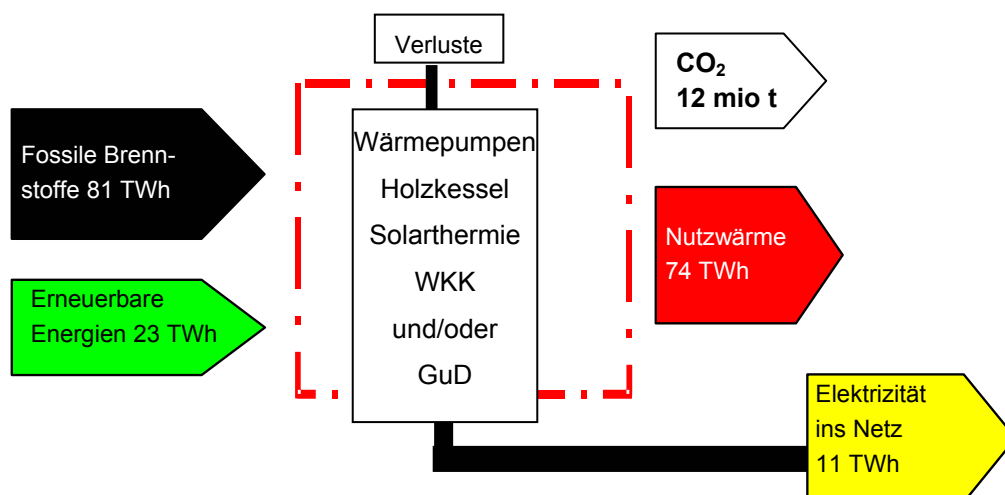 Verluste
CO₂
12 mio t
Fossile Brenn-
stoffe 81 TWh
Wärmepumpen
Holzkessel
Solarthermie
WKK
und/oder
GuD
Nutzwärme
74 TWh
Erneuerbare
Energien 23 TWh
Elektrizität
ins Netz
11 TWh